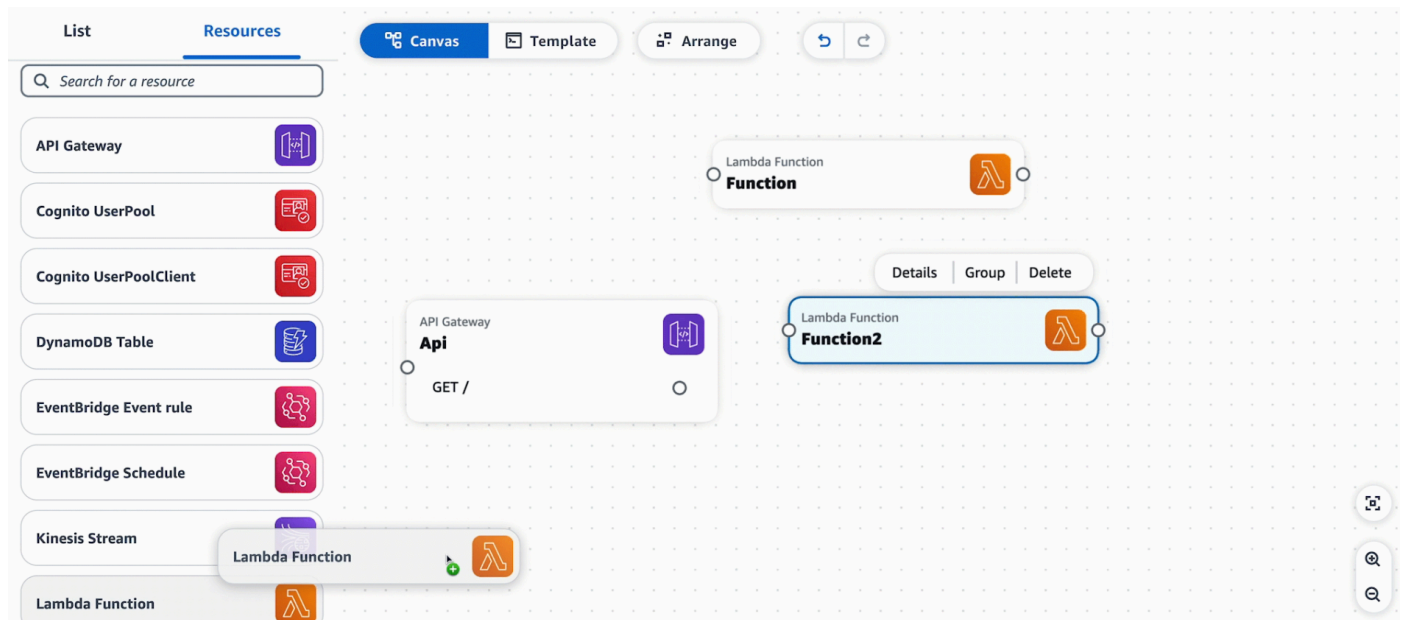 List
Resources
Canvas
Template
Arrange
Search for a resource
API Gateway
Cognito UserPool
Cognito UserPoolClient
DynamoDB Table
EventBridge Event rule
EventBridge Schedule
Kinesis Stream
Lambda Function
Lambda Function
Function
Details
Group
Delete
Lambda Function
Function2
API Gateway
Api
GET /
Lambda Function